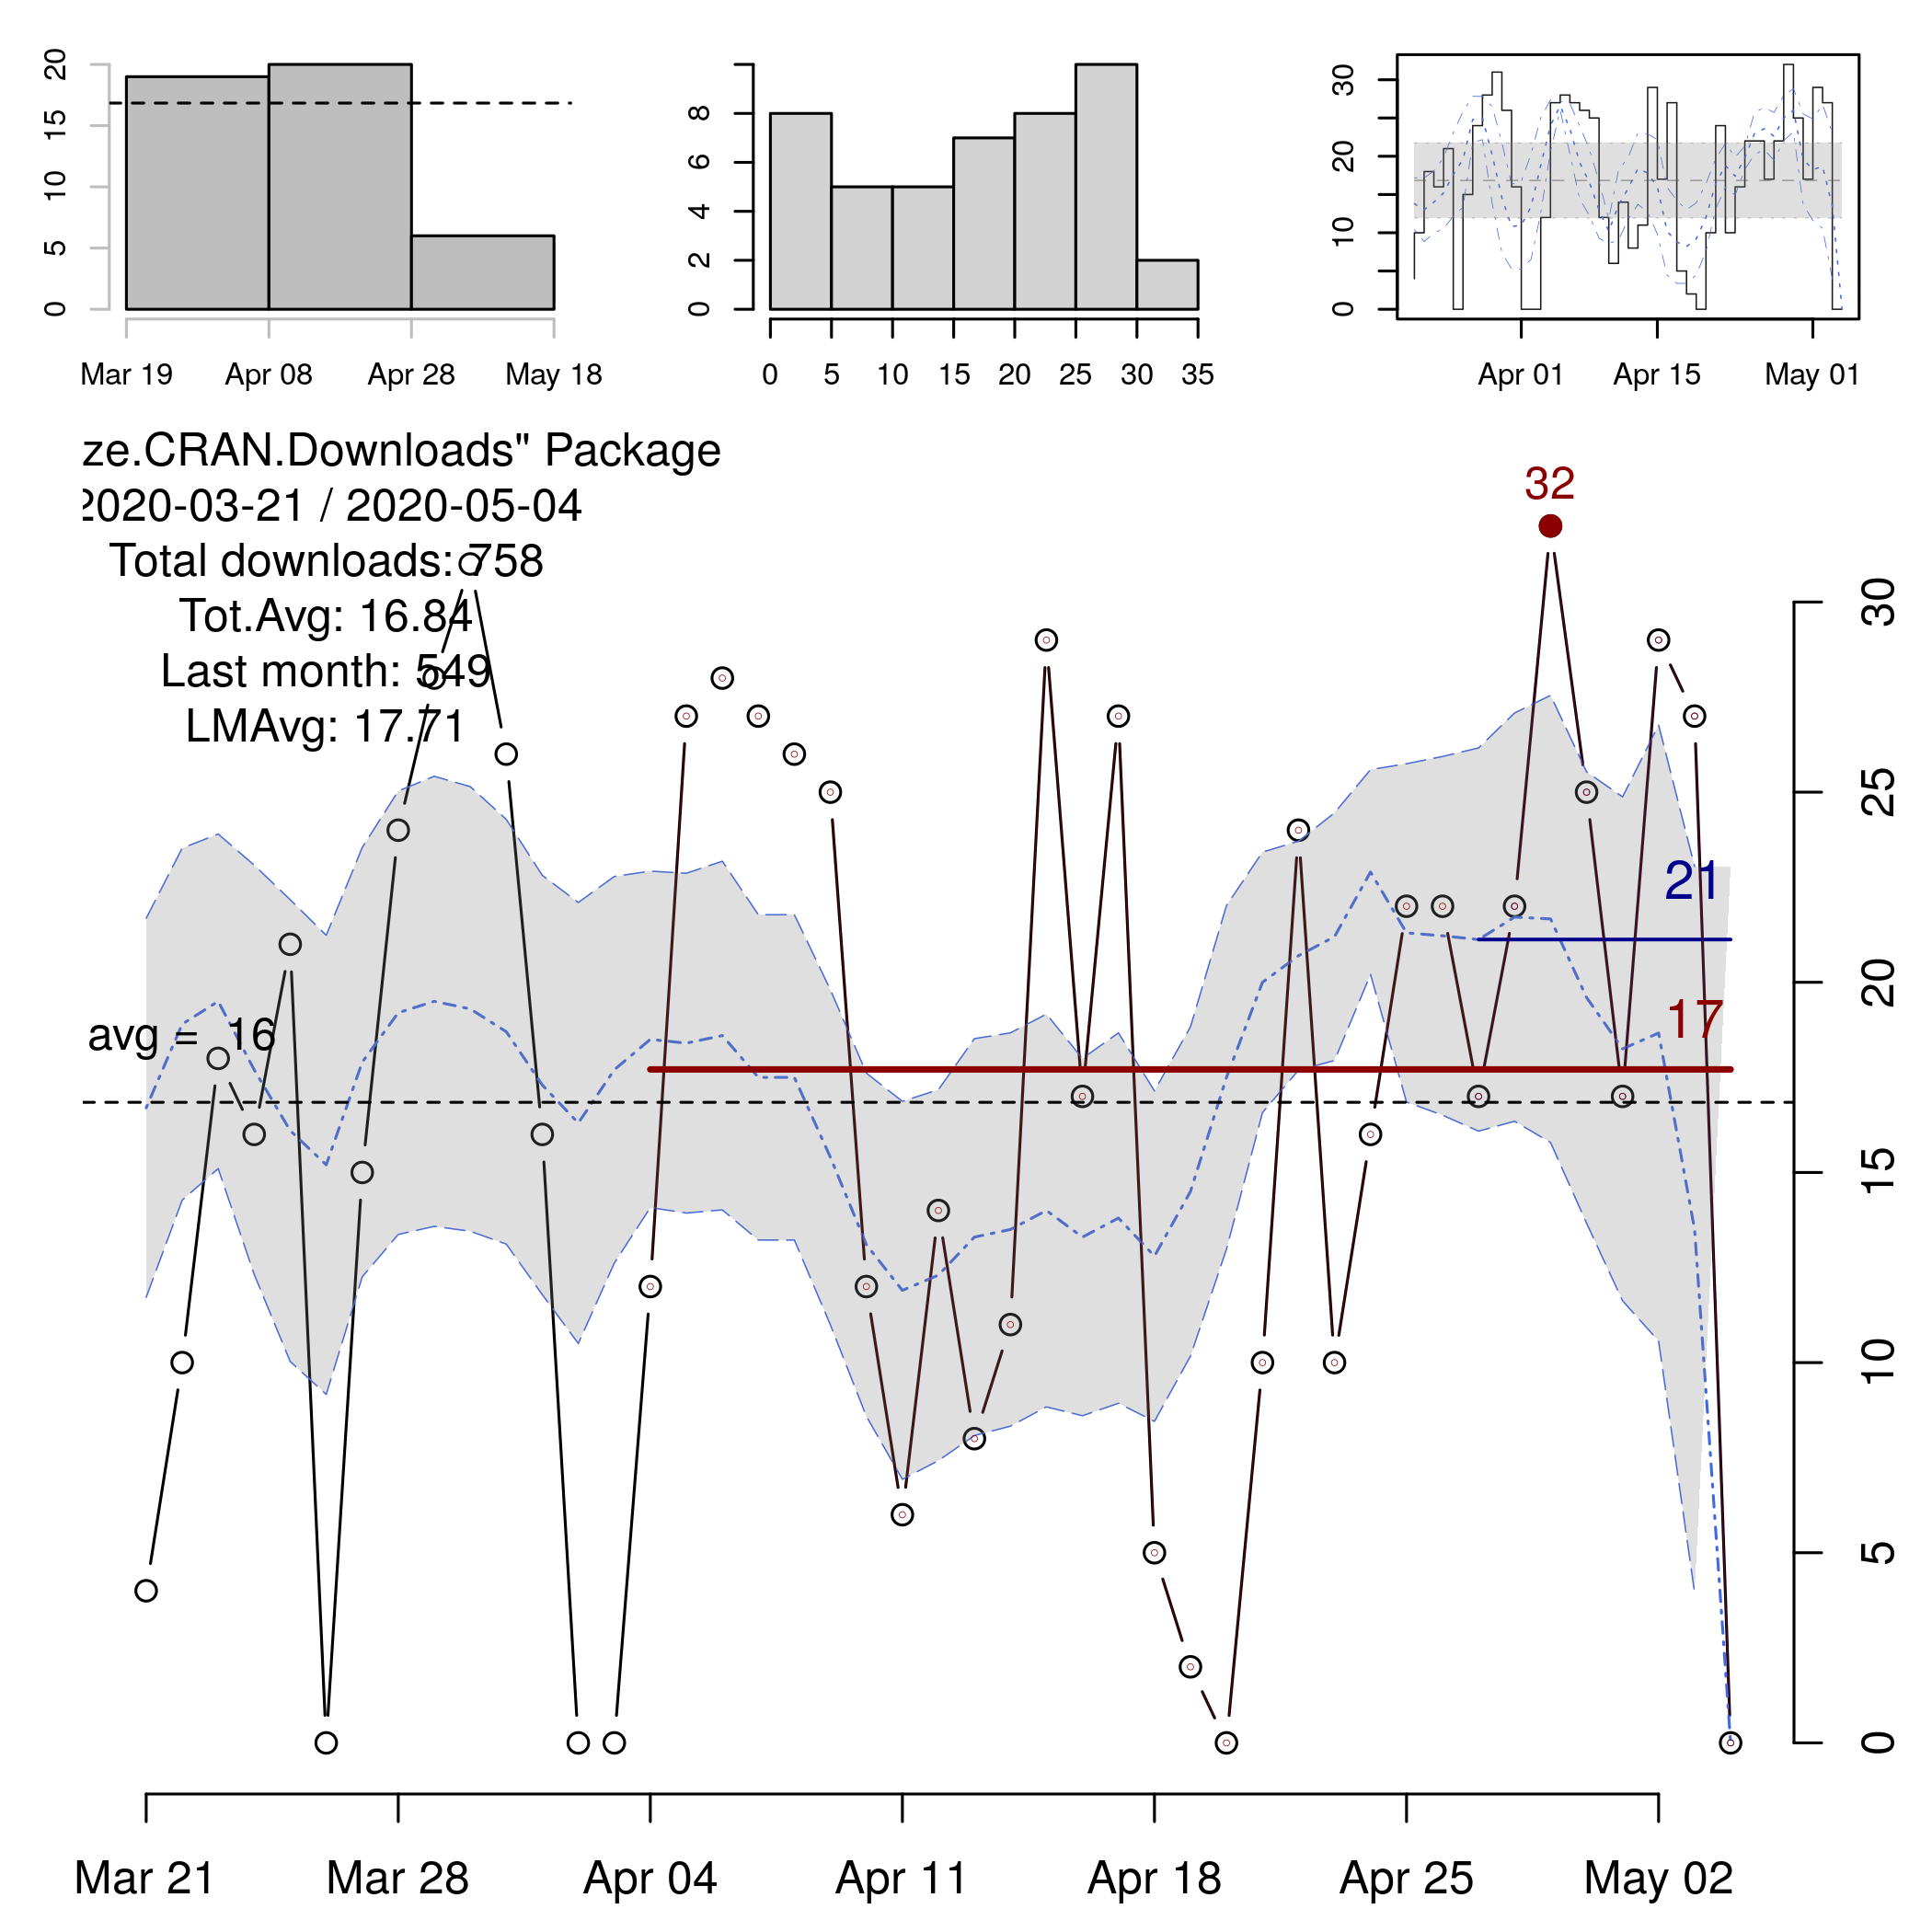 20
15
10
5
0
Mar 19 Apr 08 Apr 28 May 18
8
6
4
2
0
0 5 10 15 20 25 30 35
30
20
10
0
Apr 01 Apr 15 May 01
ze.CRAN.Downloads" Package
2020-03-21 / 2020-05-04
Total downloads: 758
Tot.Avg: 16.84
Last month: 549
LMAvg: 17.71
32
21
17
avg = 16
30
25
20
15
10
5
0
Mar 21 Mar 28 Apr 04 Apr 11 Apr 18 Apr 25 May 02